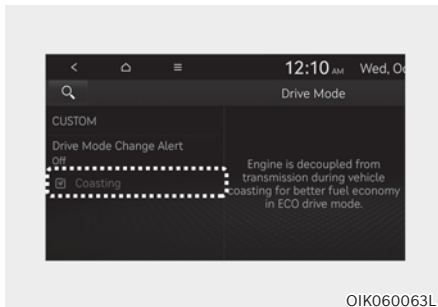 12:10 AM Wed, Oc
Drive Mode
CUSTOM
Drive Mode Change Alert
Off
Coasting
Engine is decoupled from
transmission during vehicle
coasting for better fuel economy
in ECO drive mode.
OIK060063L